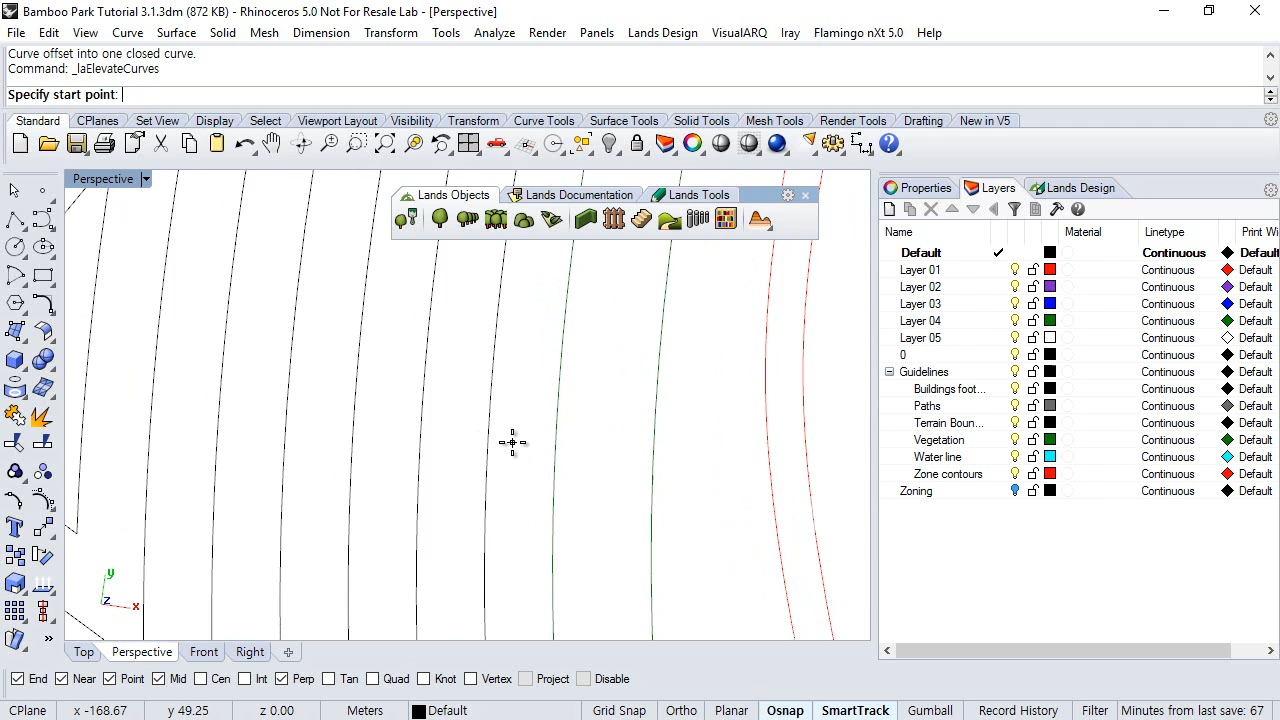 Bamboo Park Tutorial 3.1.3dm (872 KB) - Rhinoceros 5.0 Not For Resale Lab - [Perspective]
File Edit View Curve Surface Solid Mesh Dimension Transform Tools Analyze Render Panels Lands Design VisualARQ Iray Flamingo nXt 5.0 Help
Curve offset into one closed curve.
Command: _laElevateCurves
Specify start point:
Standard CPlanes Set View Display Select Viewport Layout Visibility Transform Curve Tools Surface Tools Solid Tools Mesh Tools Render Tools Drafting New in V5
Perspective
Lands Objects Lands Documentation Lands Tools
Properties Layers Lands Design
Name Material Linetype Print Wi
Default Continuous Default
Layer 01 Continuous Default
Layer 02 Continuous Default
Layer 03 Continuous Default
Layer 04 Continuous Default
Layer 05 Continuous Default
0 Continuous Default
Guidelines Continuous Default
Buildings foot... Continuous Default
Paths Continuous Default
Terrain Boun... Continuous Default
Vegetation Continuous Default
Water line Continuous Default
Zone contours Continuous Default
Zoning Continuous Default
y
z x
Top Perspective Front Right
End Near Point Mid Cen Int Perp Tan Quad Knot Vertex Project Disable
CPlane x -168.67 y 49.25 z 0.00 Meters Default Grid Snap Ortho Planar Osnap SmartTrack Gumball Record History Filter Minutes from last save: 67